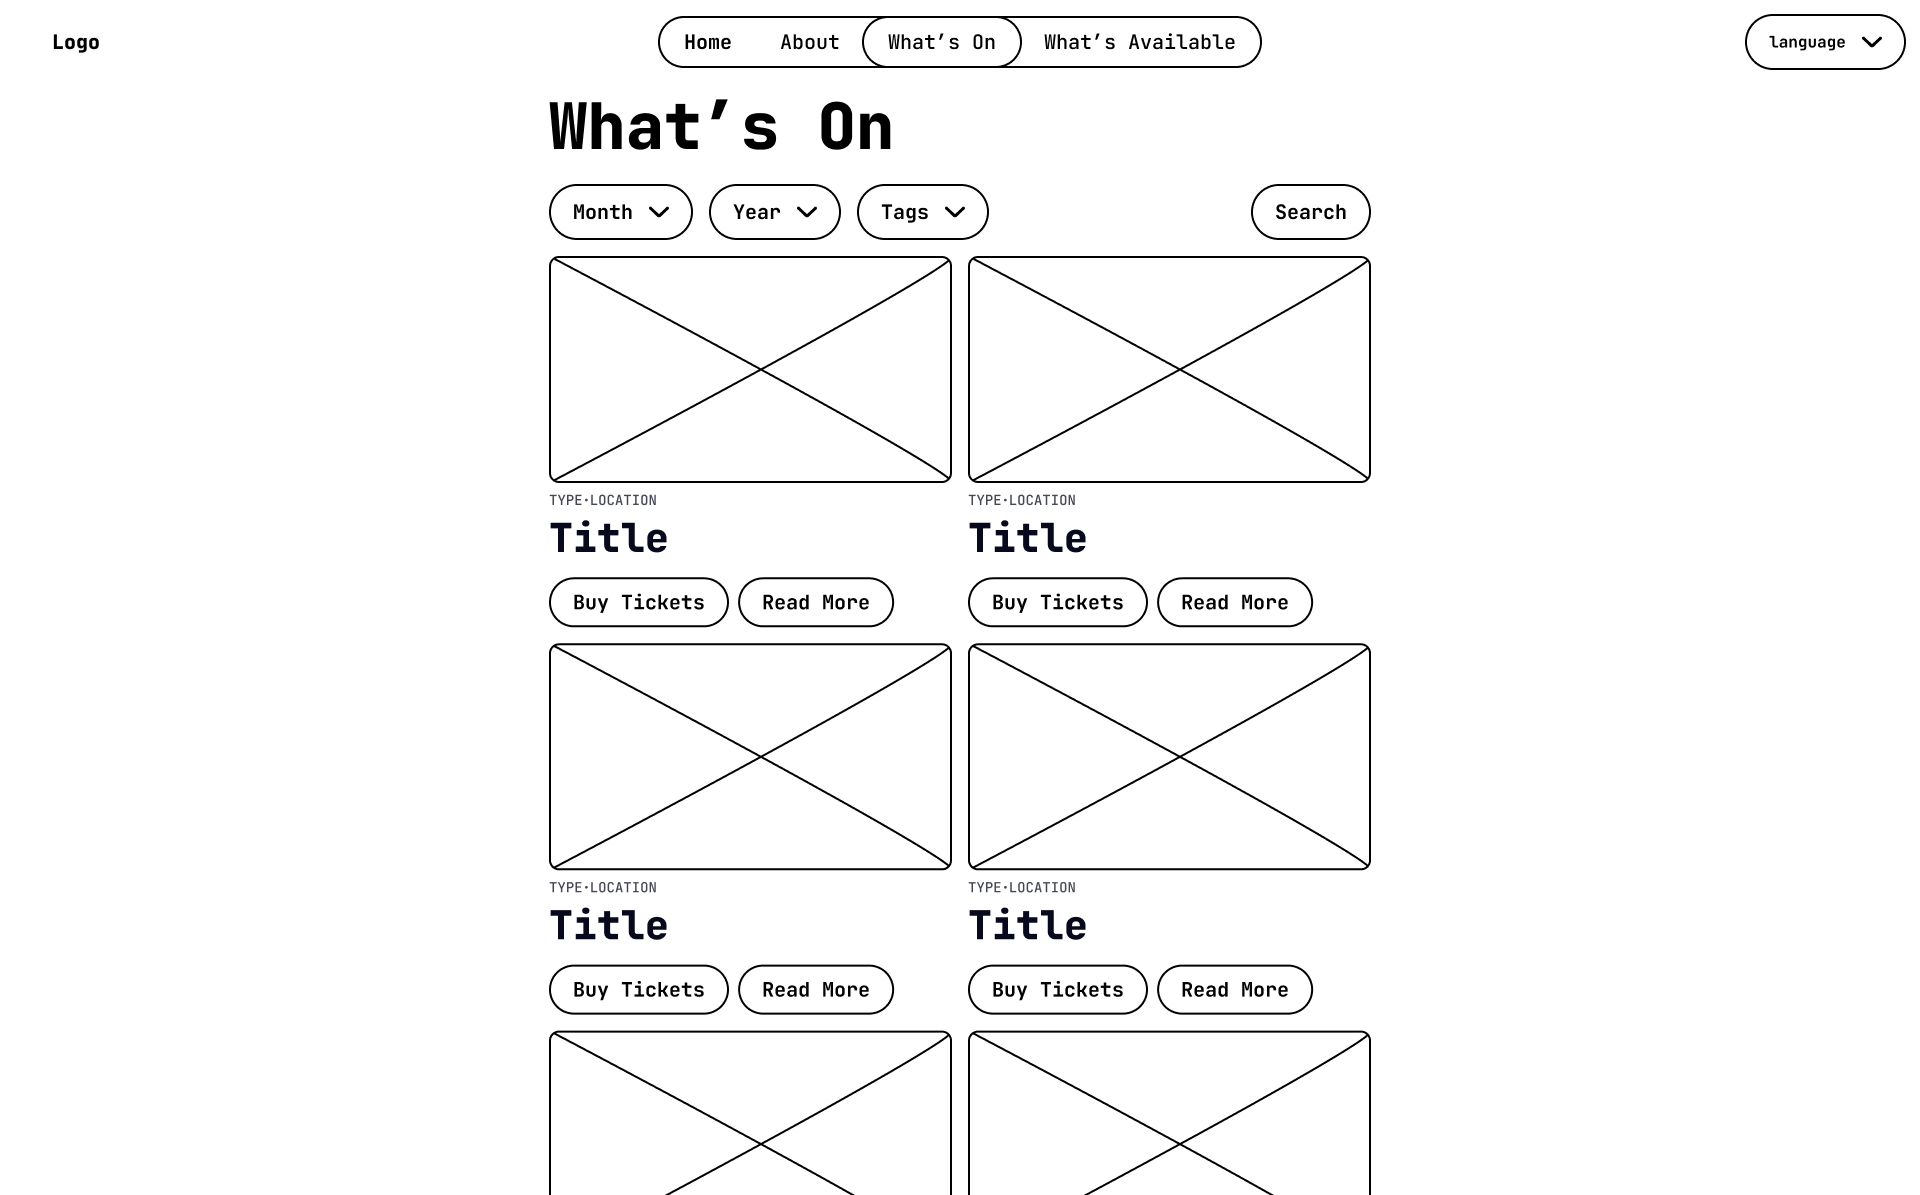 Logo
Home About What’s On What’s Available
language
What’s On
Month Year Tags Search
TYPE·LOCATION TYPE·LOCATION
Title Title
Buy Tickets Read More Buy Tickets Read More
TYPE·LOCATION TYPE·LOCATION
Title Title
Buy Tickets Read More Buy Tickets Read More